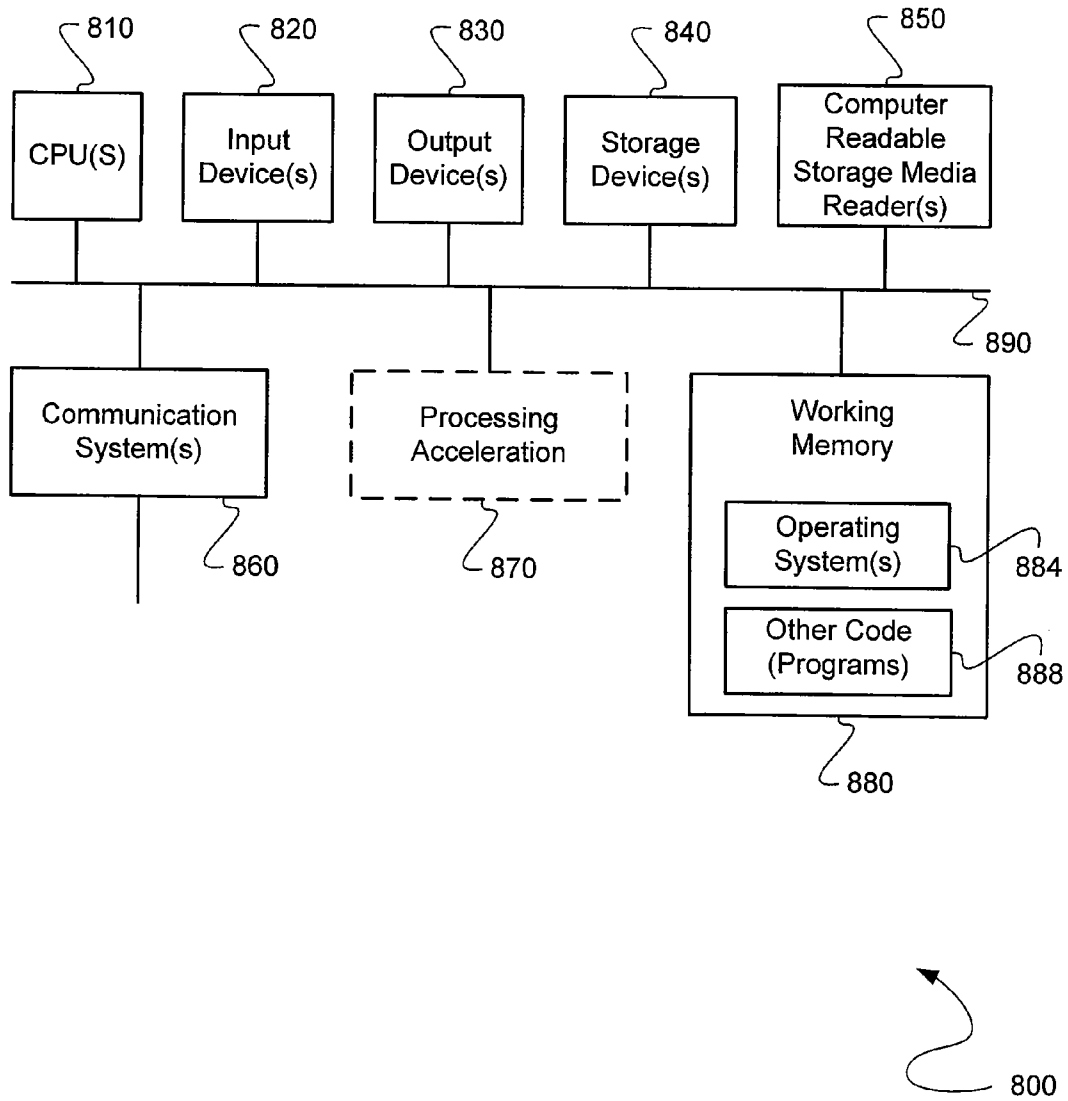 810
820
830
840
850
CPU(S)
Input
Device(s)
Output
Device(s)
Storage
Device(s)
Computer
Readable
Storage Media
Reader(s)
890
Communication
System(s)
860
Processing
Acceleration
870
Working
Memory
Operating
System(s)
884
Other Code
(Programs)
888
880
800